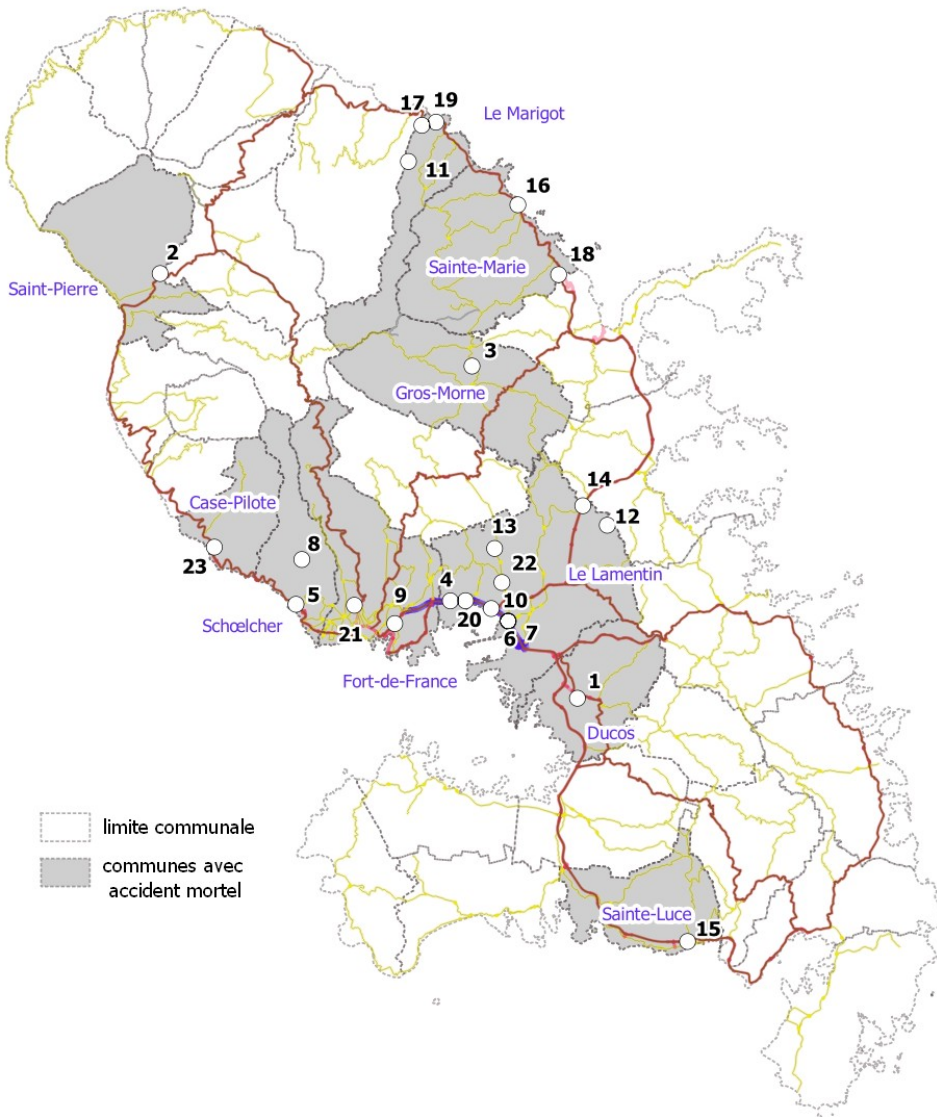 17
19
Le Marigot
11
16
2
Sainte-Marie
18
Saint-Pierre
3
Gros-Morne
14
Case-Pilote
12
13
8
22
23
Le Lamentin
5
9
4
10
Schœlcher
21
20
6
7
Fort-de-France
1
Ducos
limite communale
communes avec
accident mortel
Sainte-Luce
15